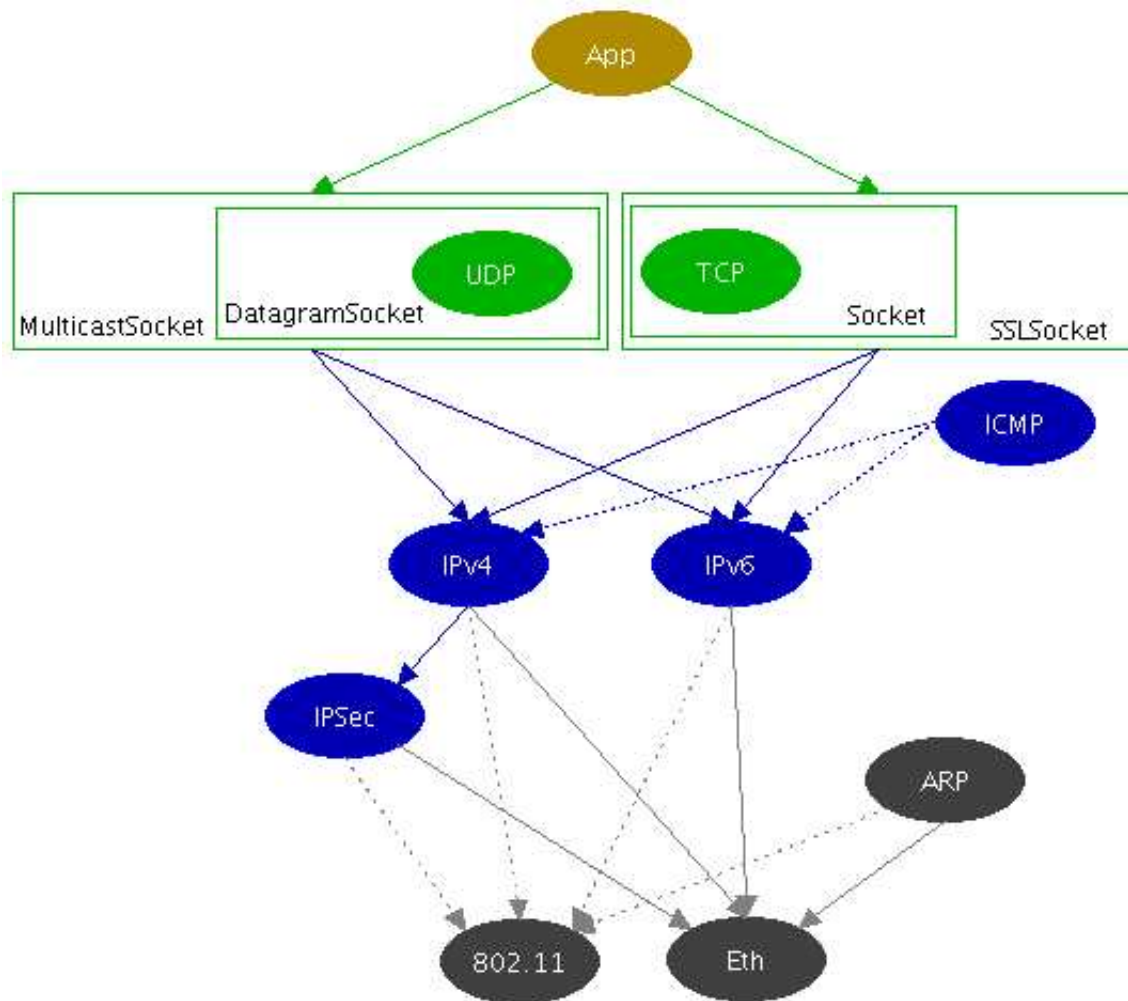 App
UDP
TCP
DatagramSocket
MulticastSocket
Socket
SSLSocket
ICMP
IPv4
IPv6
IPSec
ARP
802.11
Eth